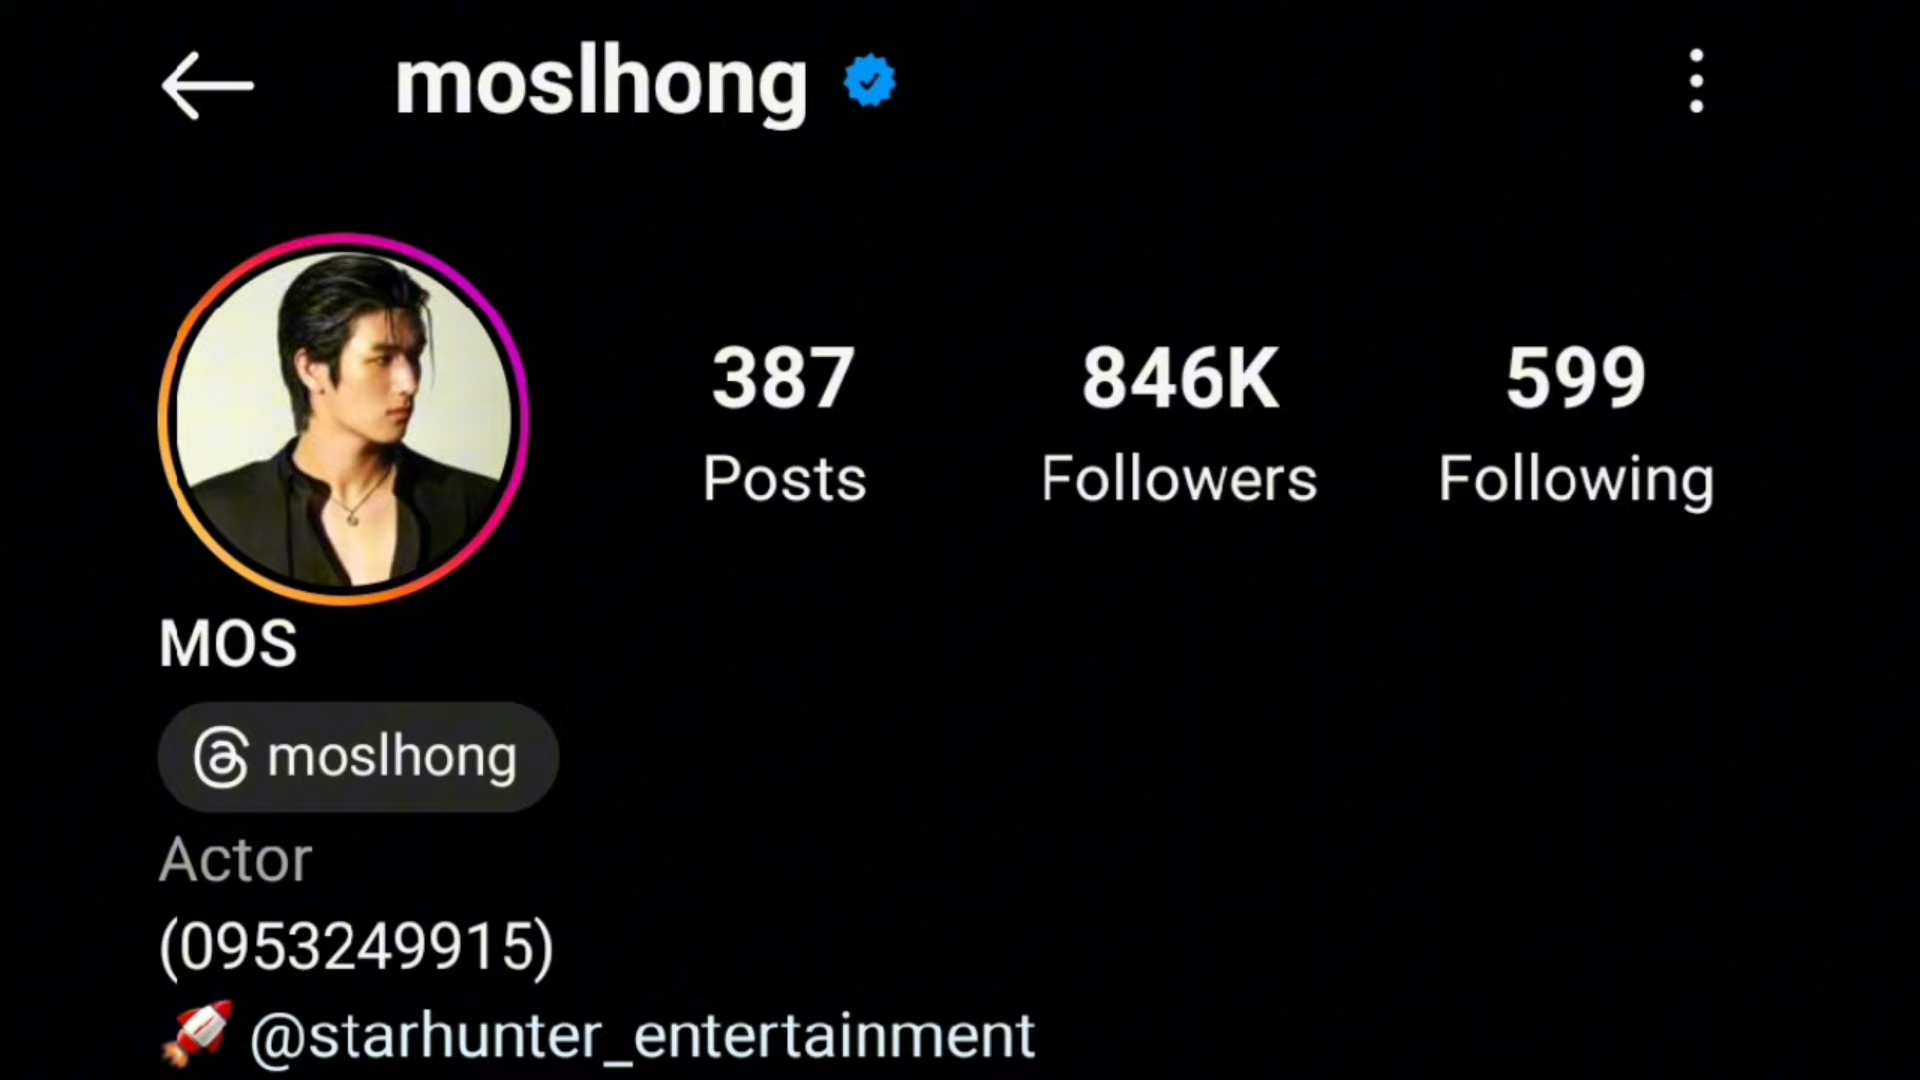 moslhong
387 846K 599
Posts Followers Following
MOS
moslhong
Actor
(0953249915)
🚀 @starhunter_entertainment